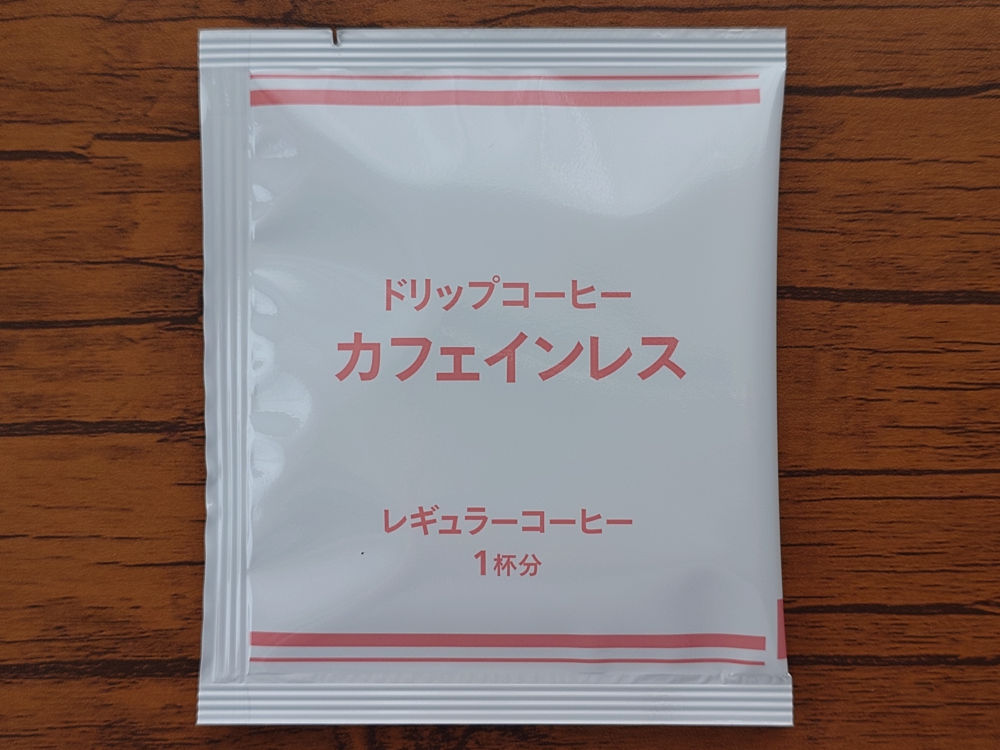 ドリップコーヒー
カフェインレス
レギュラーコーヒー
1杯分